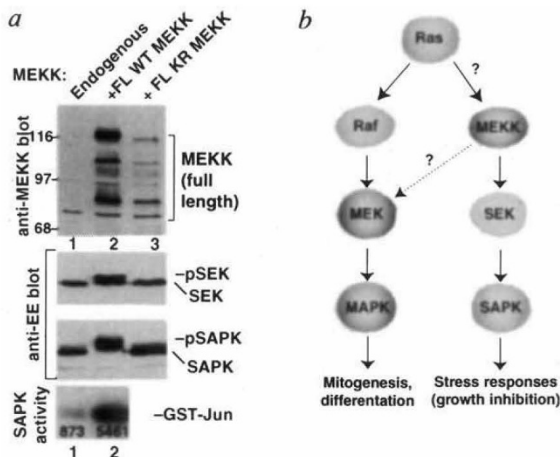 a
MEKK:
Endogenous
+FL WT MEKK
+ FL KR MEKK
anti-MEKK blot
116
97
68
MEKK
(full
length)
1 2 3
anti-EE blot
–pSEK
SEK
–pSAPK
SAPK
SAPK
activity
873 5461
–GST-Jun
1 2
b
Ras
?
Raf MEKK
?
MEK SEK
MAPK SAPK
Mitogenesis,
differentation
Stress responses
(growth inhibition)